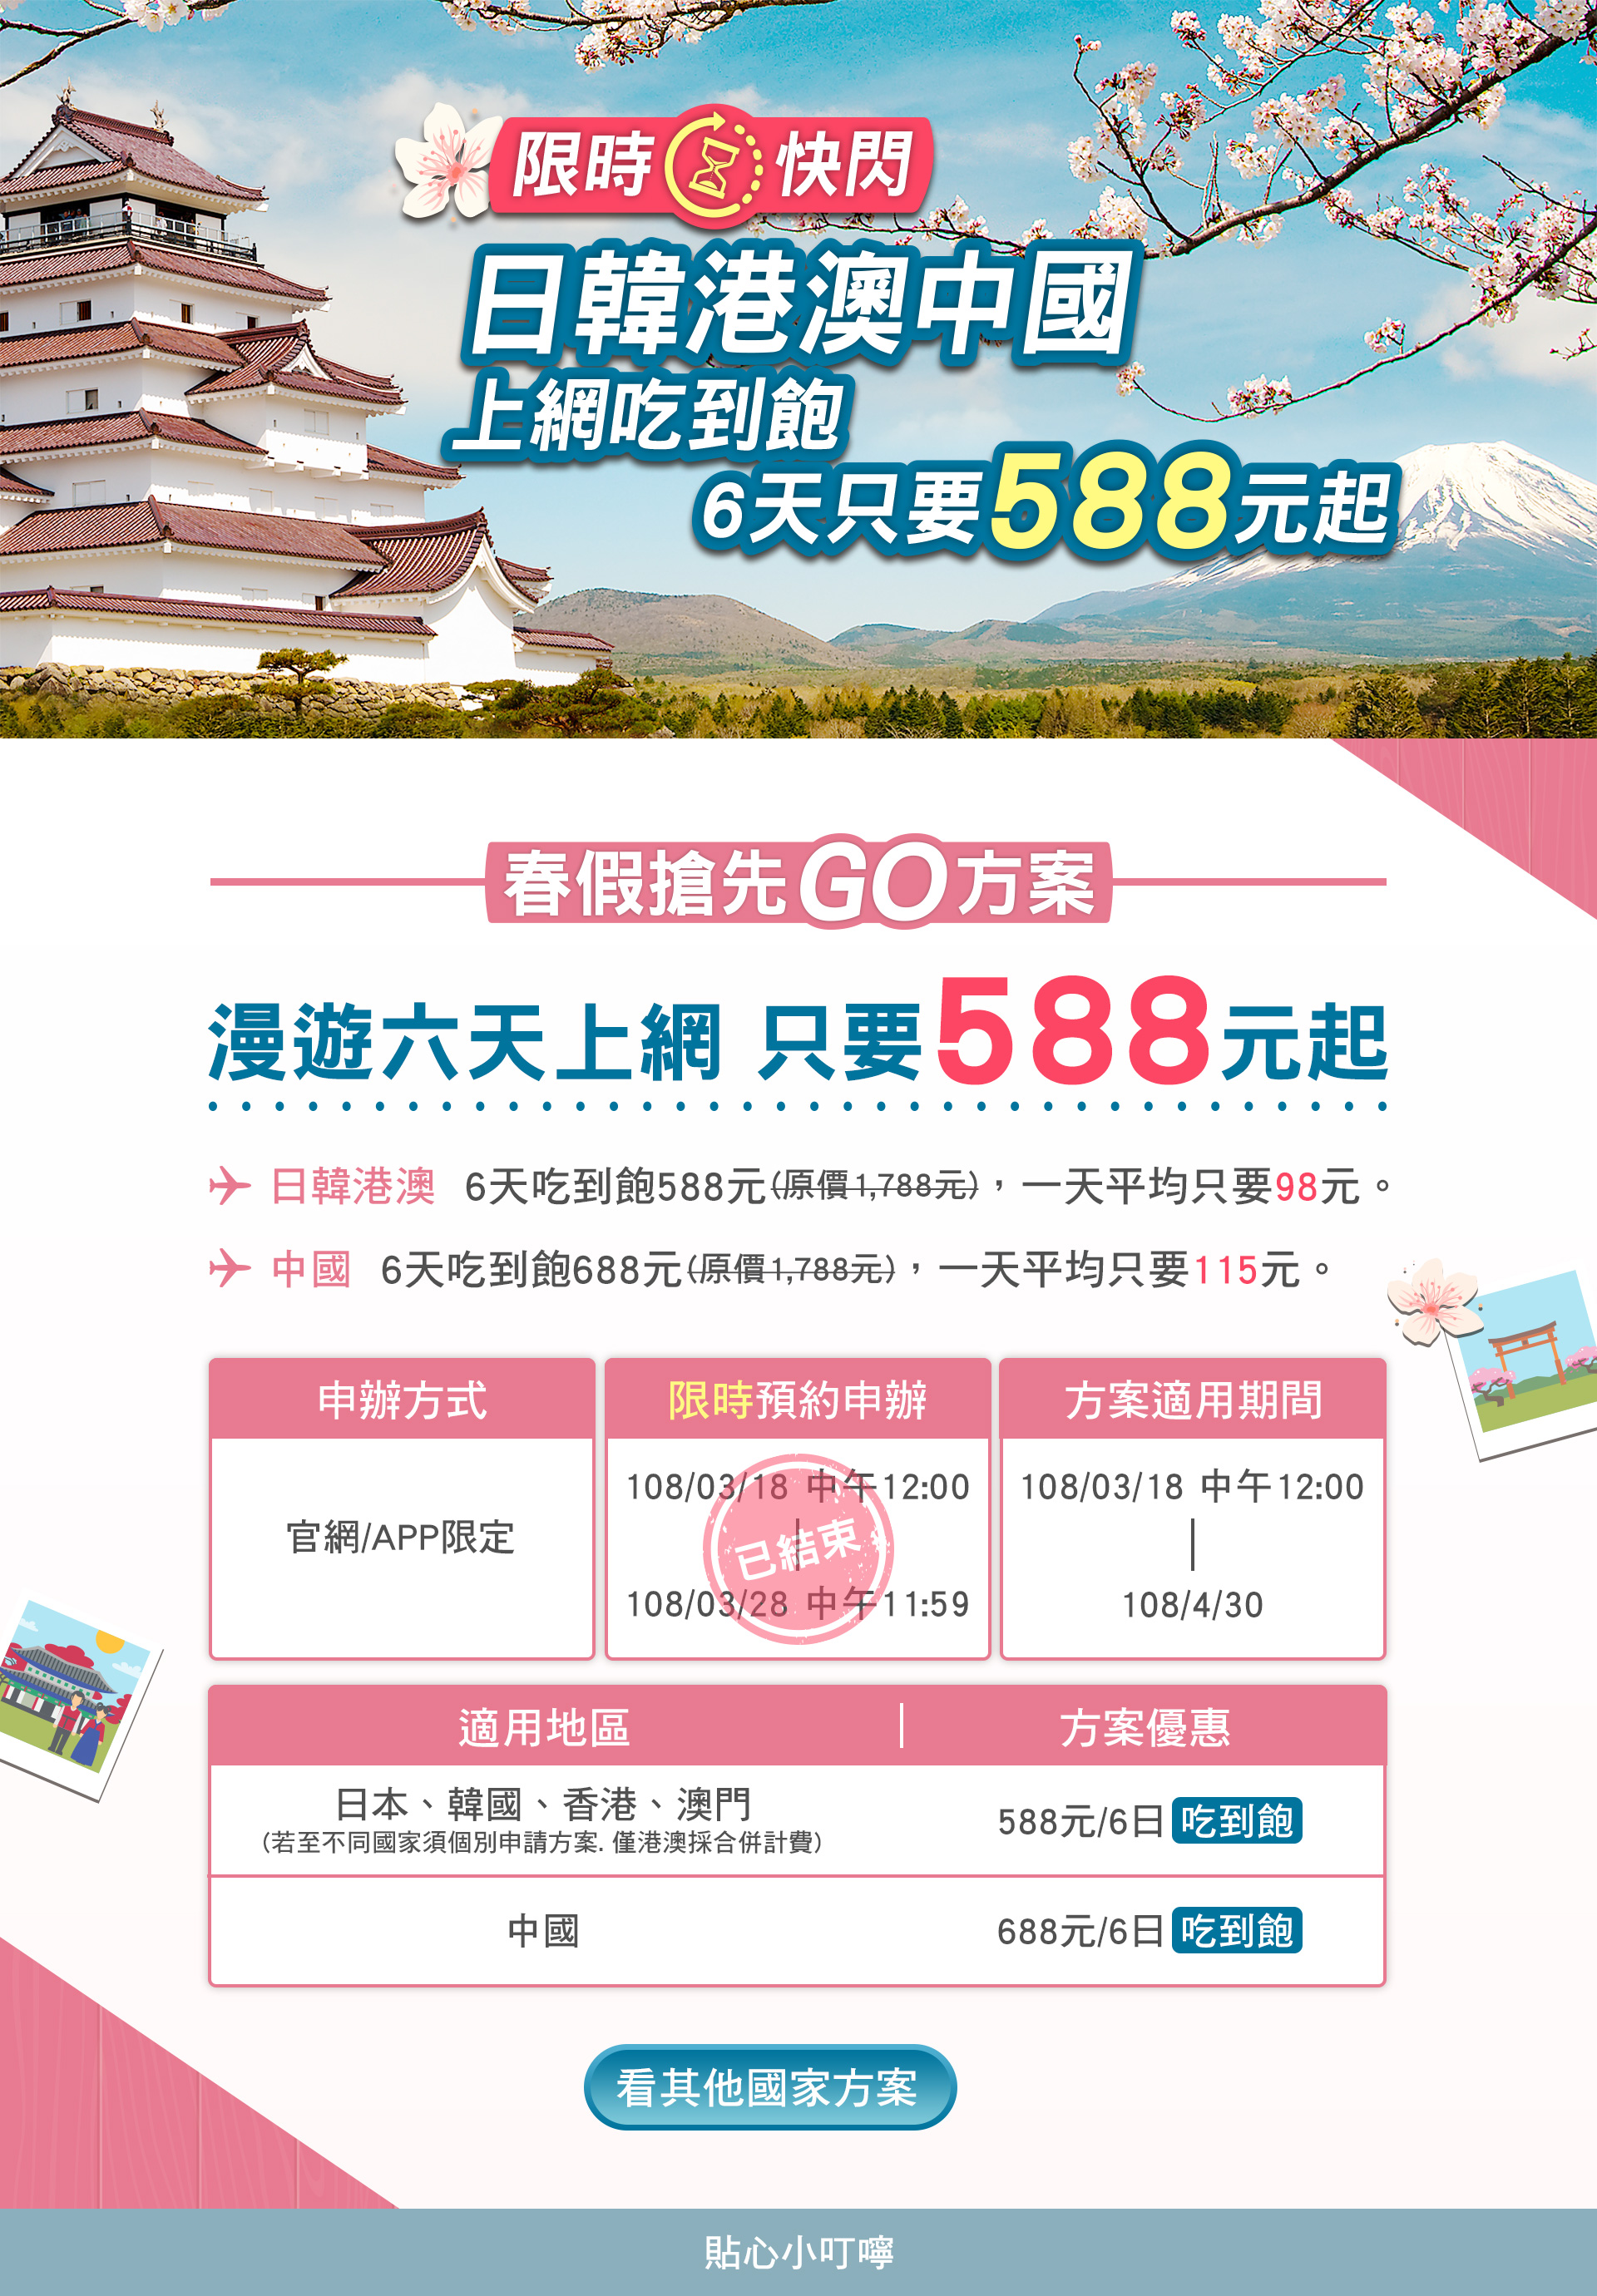 限時快閃
日韓港澳中國
上網吃到飽
6天只要588元起
春假搶先GO方案
漫遊六天上網 只要588元起
日韓港澳 6天吃到飽588元(原價1,788元),一天平均只要98元。
中國 6天吃到飽688元(原價1,788元),一天平均只要115元。
申辦方式
官網/APP限定
限時預約申辦
108/03/18 中午12:00
|
108/03/28 中午11:59
已結束
方案適用期間
108/03/18 中午12:00
|
108/4/30
適用地區 | 方案優惠
日本、韓國、香港、澳門
(若至不同國家須個別申請方案. 僅港澳採合併計費)
588元/6日 吃到飽
中國
688元/6日 吃到飽
看其他國家方案
貼心小叮嚀